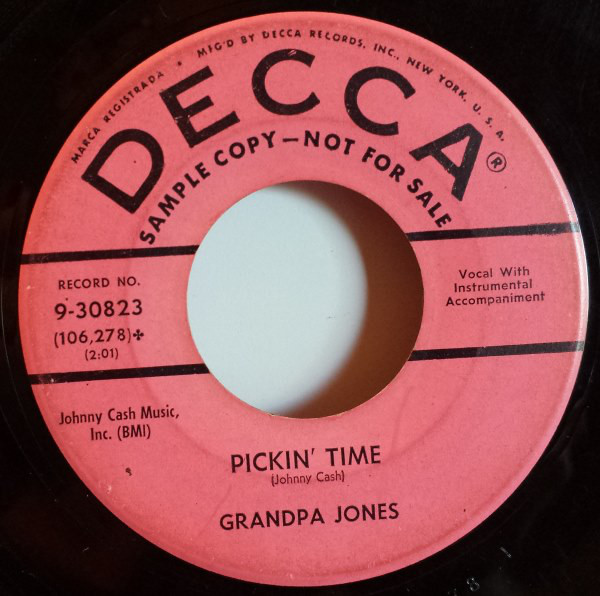 MARCA REGISTRADA • MFG'D BY DECCA RECORDS, INC., NEW YORK, U. S. A.
DECCA®
SAMPLE COPY—NOT FOR SALE
RECORD NO.
9-30823
(106,278)✤
(2:01)
Vocal With
Instrumental
Accompaniment
Johnny Cash Music,
Inc. (BMI)
PICKIN' TIME
(Johnny Cash)
GRANDPA JONES